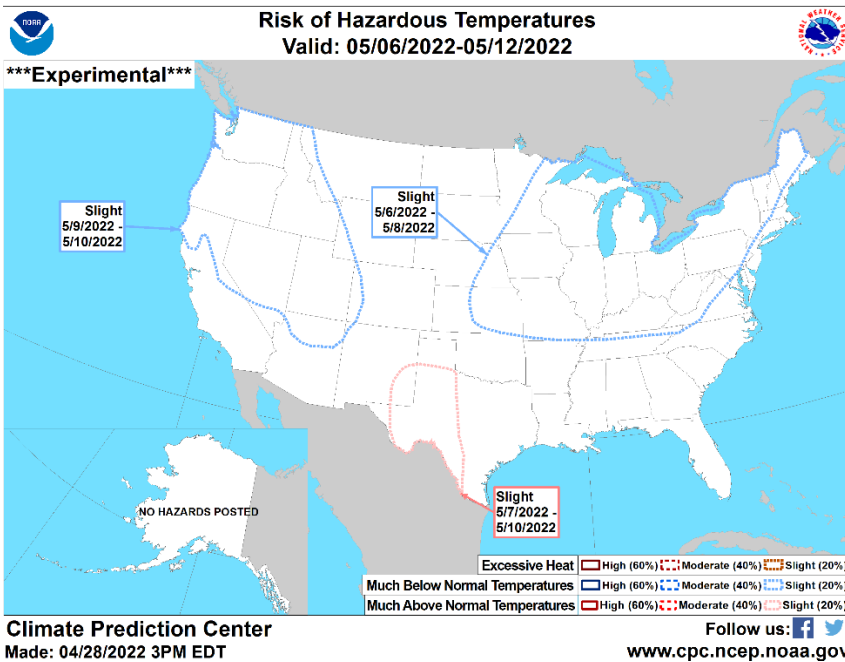 NOAA
Risk of Hazardous Temperatures
Valid: 05/06/2022-05/12/2022
NATIONAL WEATHER SERVICE
***Experimental***
Slight
5/9/2022 -
5/10/2022
Slight
5/6/2022 -
5/8/2022
NO HAZARDS POSTED
Slight
5/7/2022 -
5/10/2022
Excessive Heat High (60%) Moderate (40%) Slight (20%)
Much Below Normal Temperatures High (60%) Moderate (40%) Slight (20%)
Much Above Normal Temperatures High (60%) Moderate (40%) Slight (20%)
Climate Prediction Center
Made: 04/28/2022 3PM EDT
Follow us:
www.cpc.ncep.noaa.gov